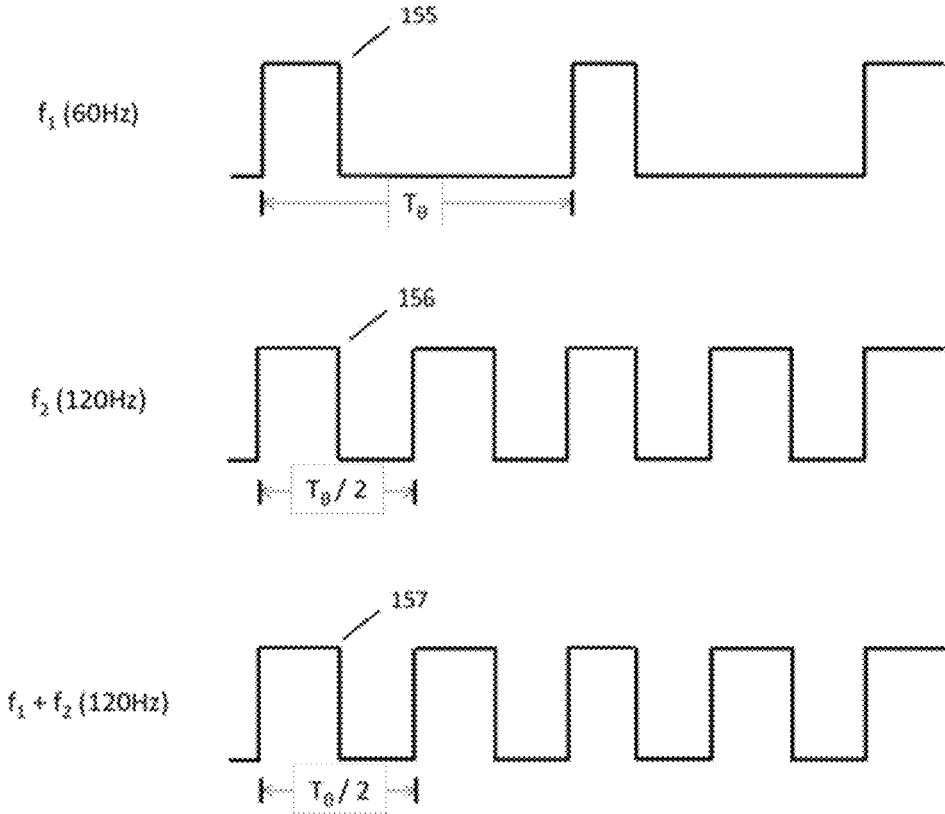 155
f₁ (60Hz)
T₀
156
f₂ (120Hz)
T₀ / 2
157
f₁ + f₂ (120Hz)
T₀ / 2